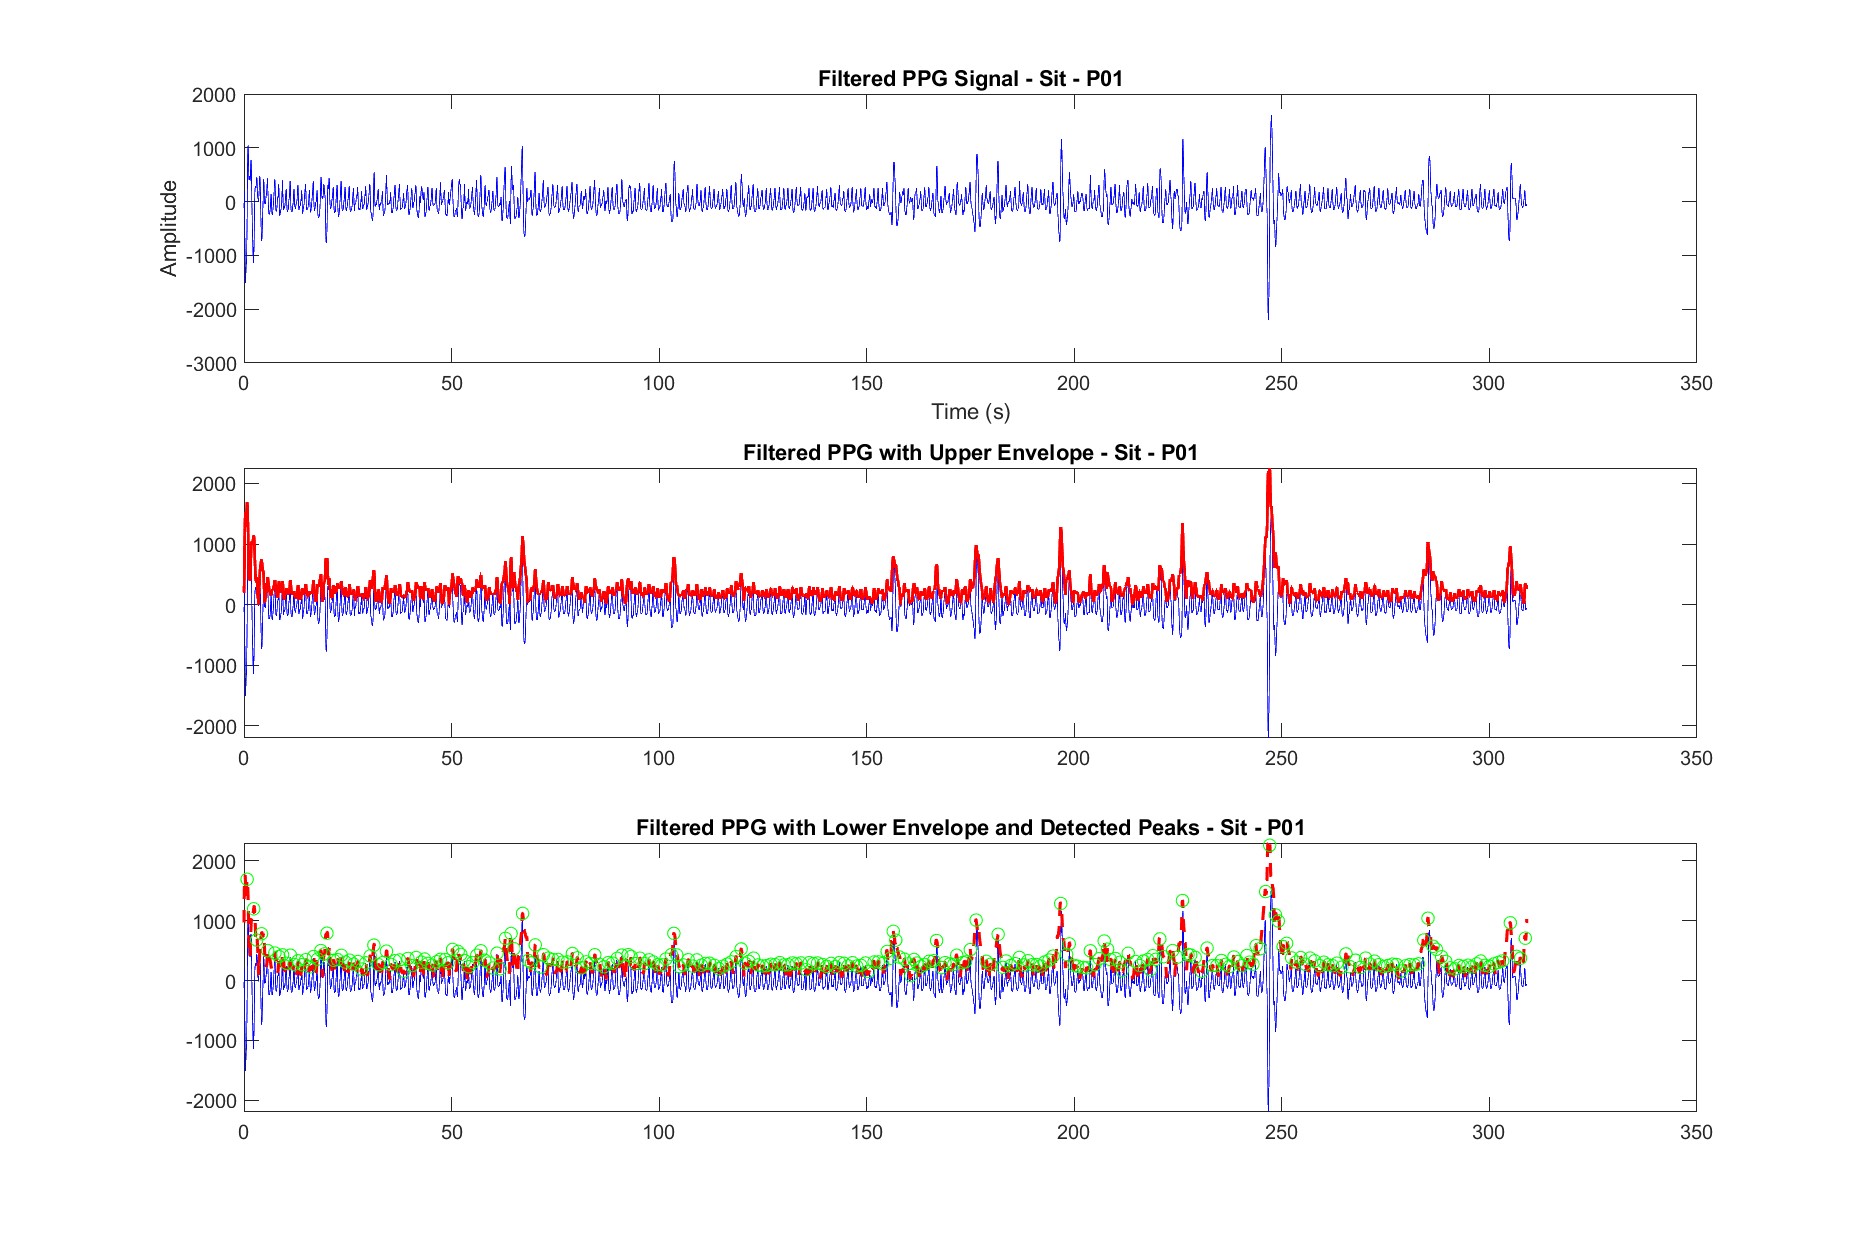 Filtered PPG Signal - Sit - P01
2000
1000
0
-1000
-2000
-3000
Amplitude
0 50 100 150 200 250 300 350
Time (s)
Filtered PPG with Upper Envelope - Sit - P01
2000
1000
0
-1000
-2000
0 50 100 150 200 250 300 350
Filtered PPG with Lower Envelope and Detected Peaks - Sit - P01
2000
1000
0
-1000
-2000
0 50 100 150 200 250 300 350